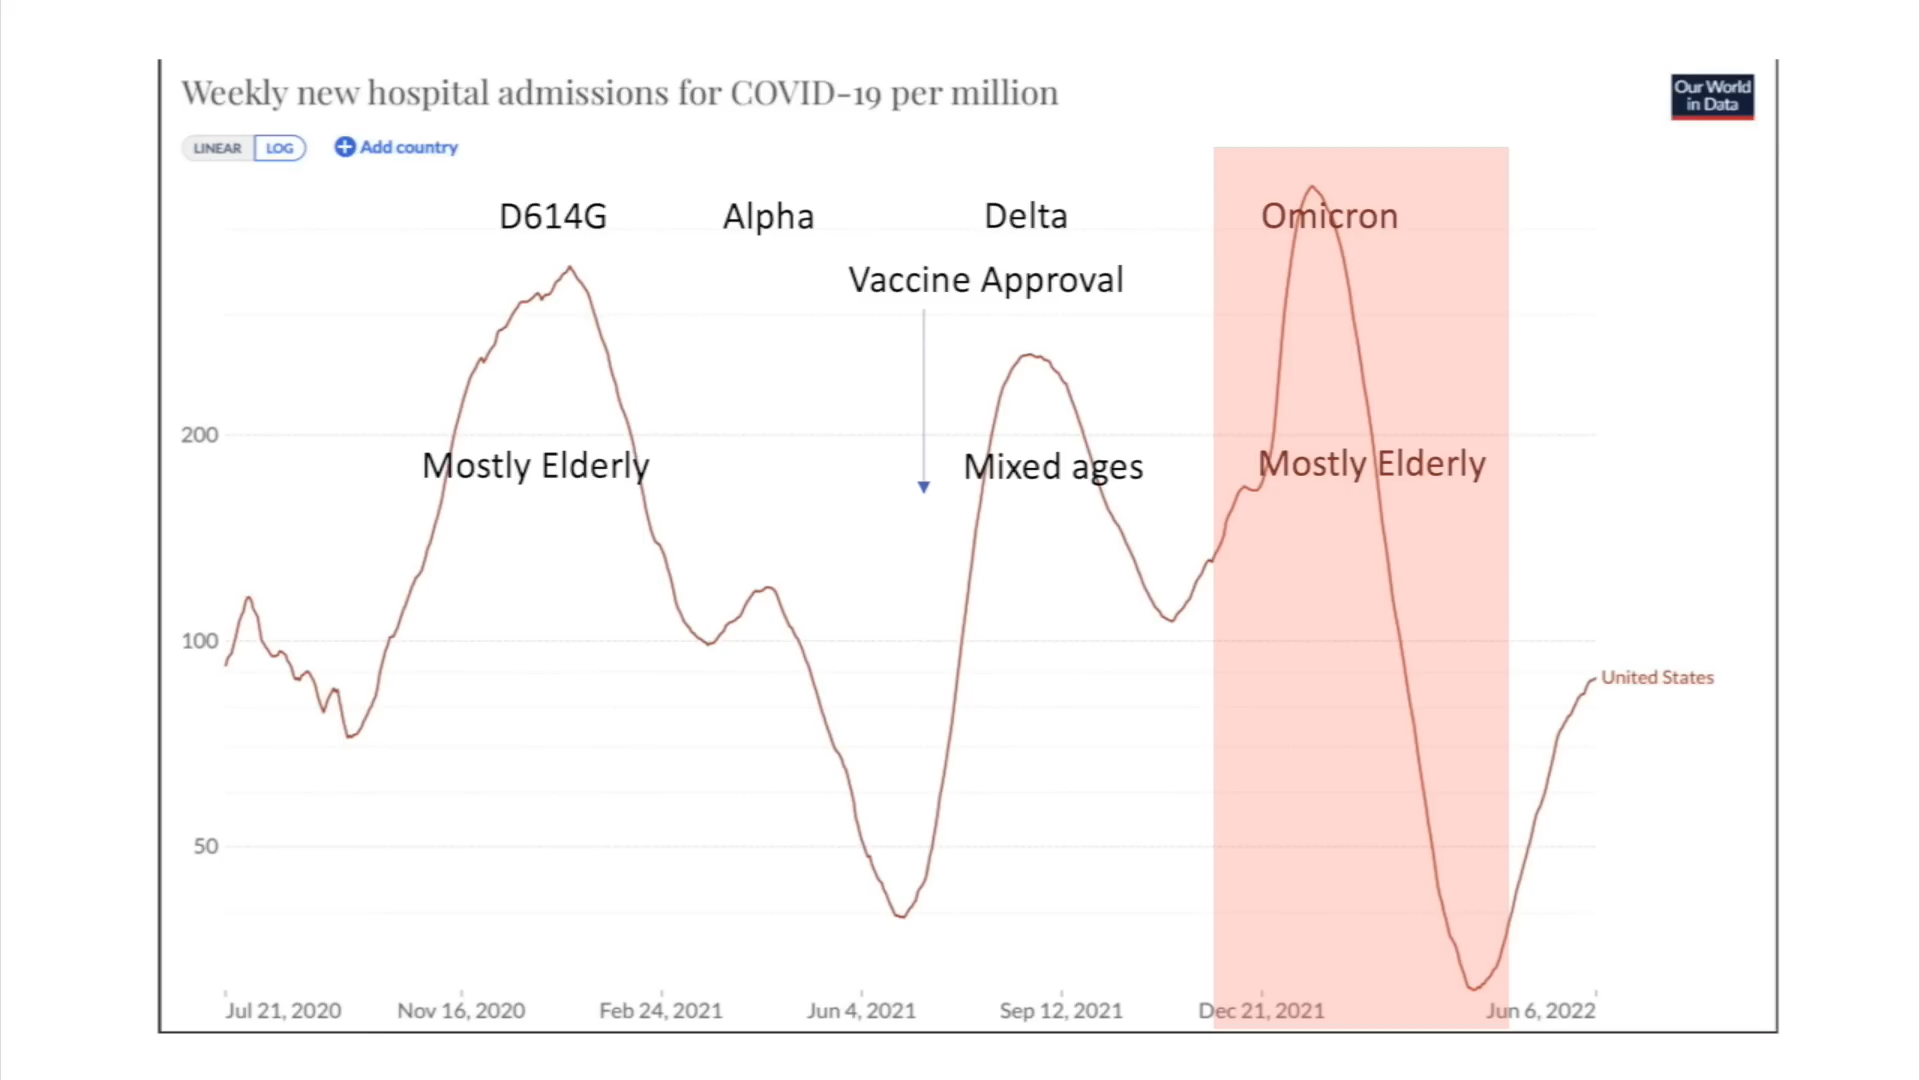 Weekly new hospital admissions for COVID-19 per million
Our World
in Data
LINEAR LOG Add country
D614G Alpha Delta Omicron
Vaccine Approval
200
Mostly Elderly Mixed ages Mostly Elderly
100
United States
50
Jul 21, 2020 Nov 16, 2020 Feb 24, 2021 Jun 4, 2021 Sep 12, 2021 Dec 21, 2021 Jun 6, 2022